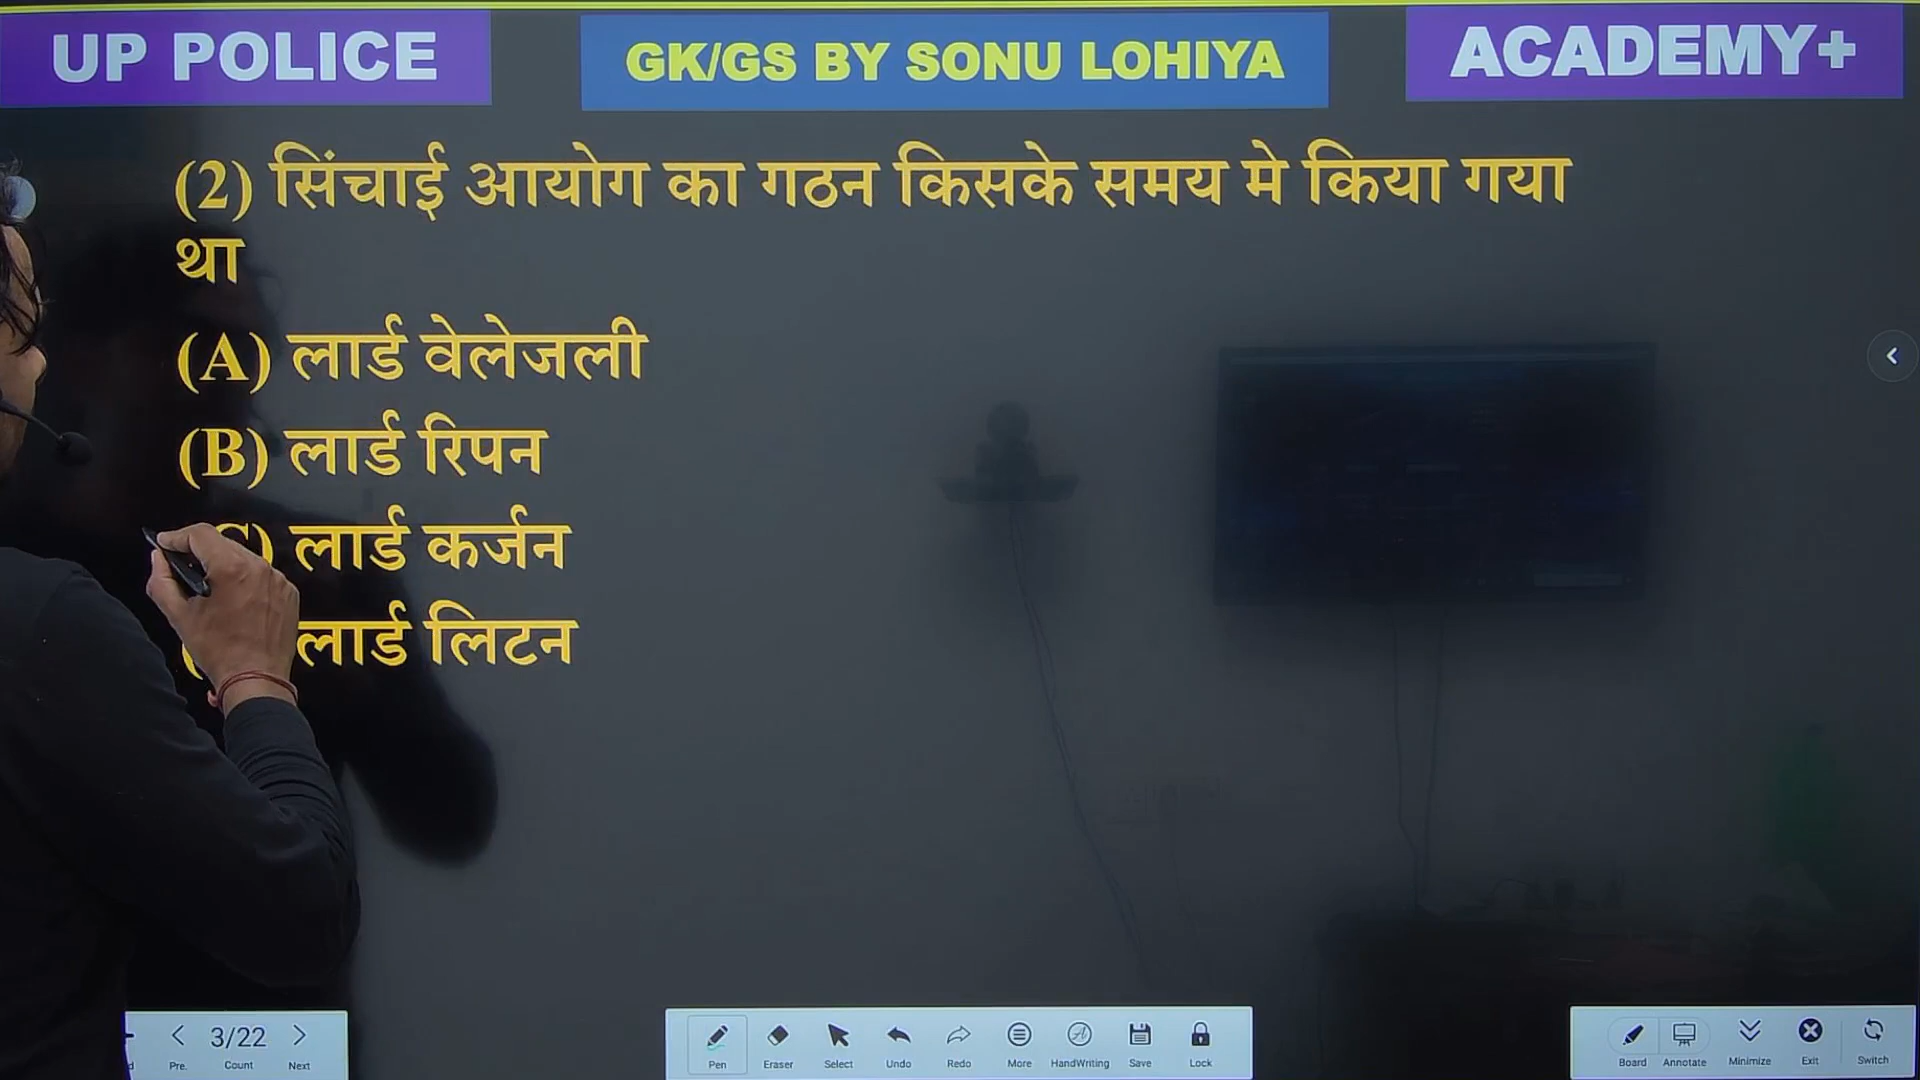 UP POLICE
GK/GS BY SONU LOHIYA
ACADEMY+
(2) सिंचाई आयोग का गठन किसके समय मे किया गया
था
(A) लार्ड वेलेजली
(B) लार्ड रिपन
लार्ड कर्जन
लार्ड लिटन
3/22
Pre. Count Next
Pen Eraser Select Undo Redo More HandWriting Save Lock
Board Annotate Minimize Exit Switch